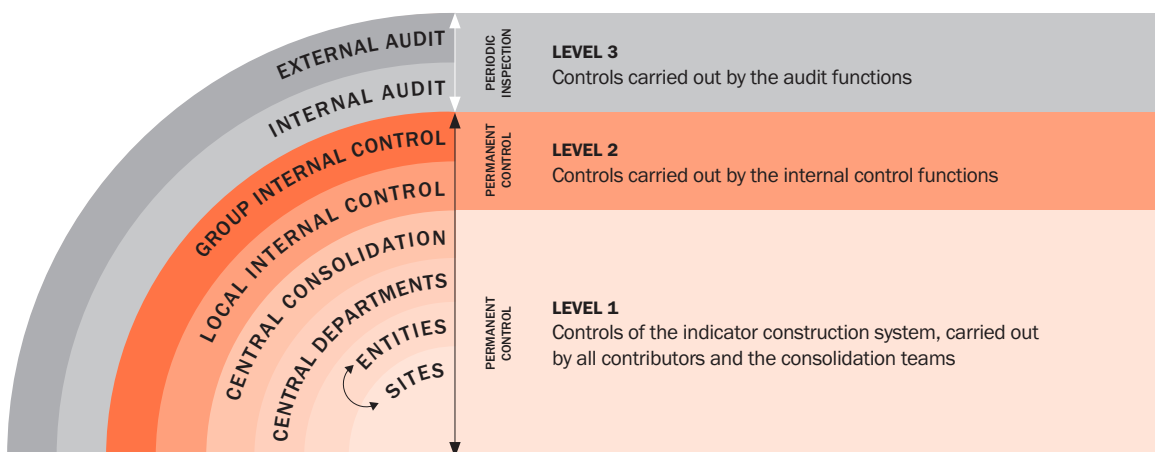 EXTERNAL AUDIT
INTERNAL AUDIT
GROUP INTERNAL CONTROL
LOCAL INTERNAL CONTROL
CENTRAL CONSOLIDATION
CENTRAL DEPARTMENTS
ENTITIES
SITES
PERIODIC
INSPECTION
LEVEL 3
Controls carried out by the audit functions
PERMANENT
CONTROL
LEVEL 2
Controls carried out by the internal control functions
PERMANENT
CONTROL
LEVEL 1
Controls of the indicator construction system, carried out
by all contributors and the consolidation teams